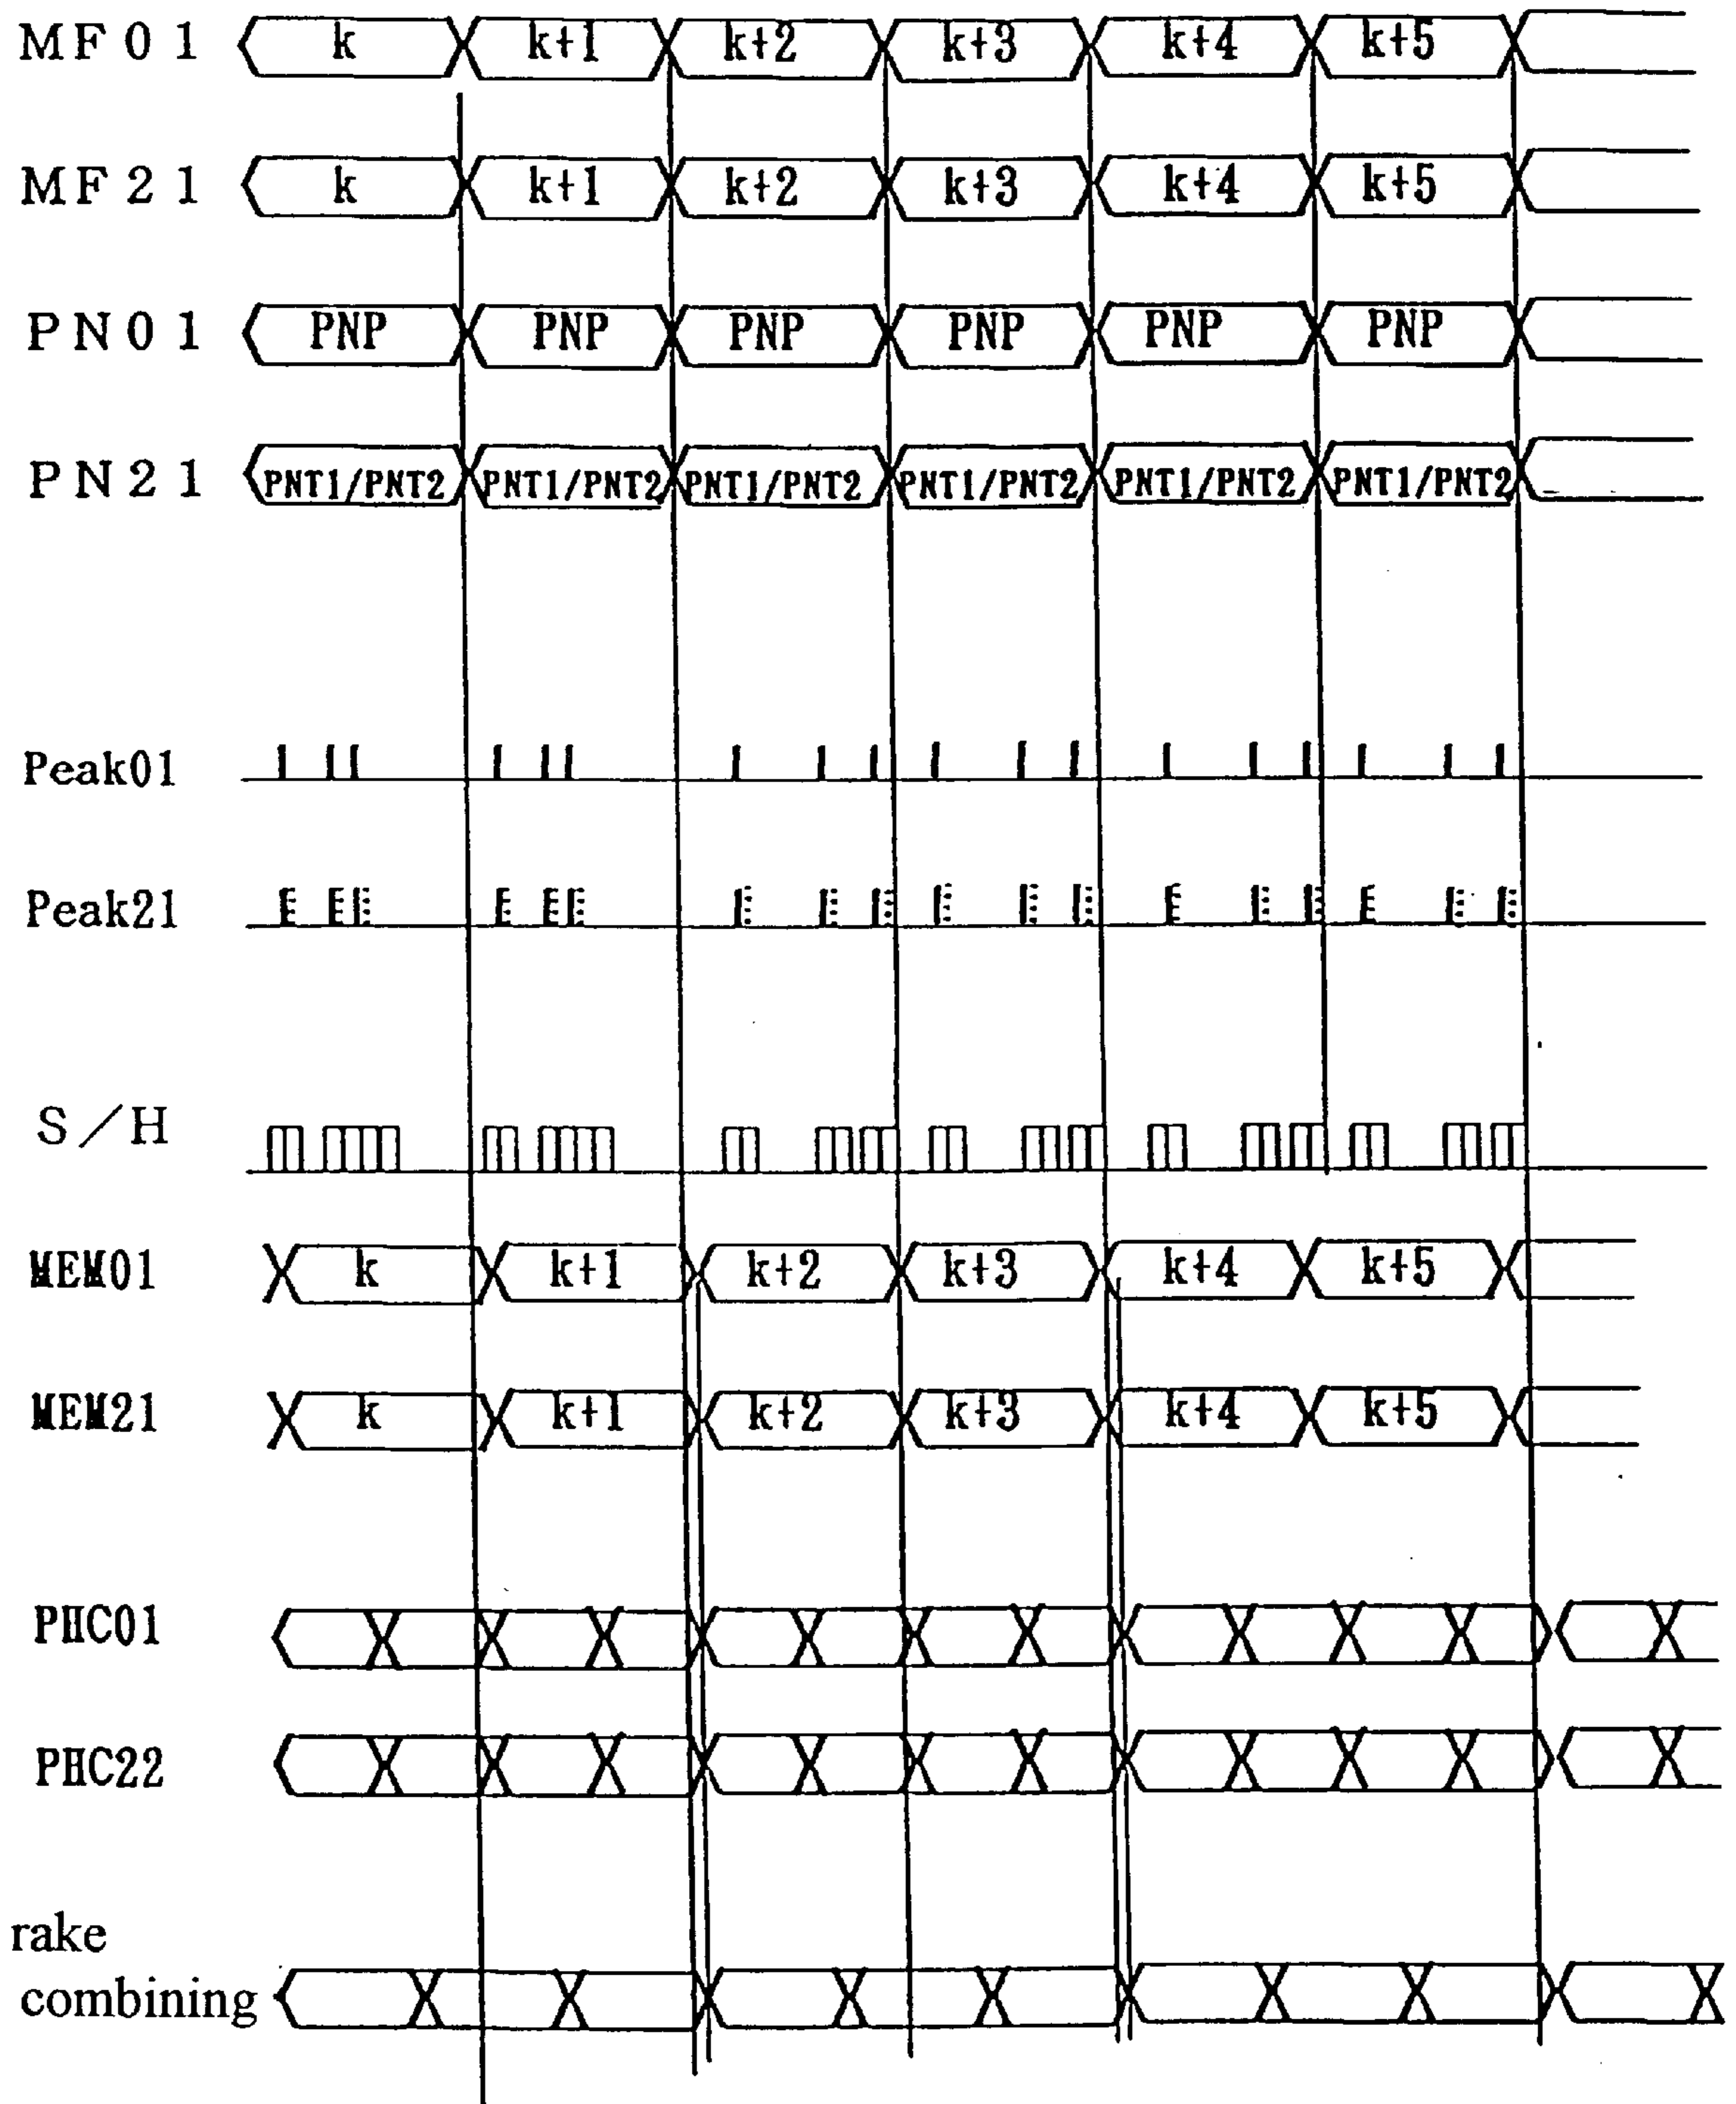 MF01 k k+1 k+2 k+3 k+4 k+5
MF21 k k+1 k+2 k+3 k+4 k+5
PN01 PNP PNP PNP PNP PNP PNP
PN21 PNT1/PNT2 PNT1/PNT2 PNT1/PNT2 PNT1/PNT2 PNT1/PNT2 PNT1/PNT2
Peak01
Peak21
S/H
MEM01 k k+1 k+2 k+3 k+4 k+5
MEM21 k k+1 k+2 k+3 k+4 k+5
PHC01
PHC22
rake
combining